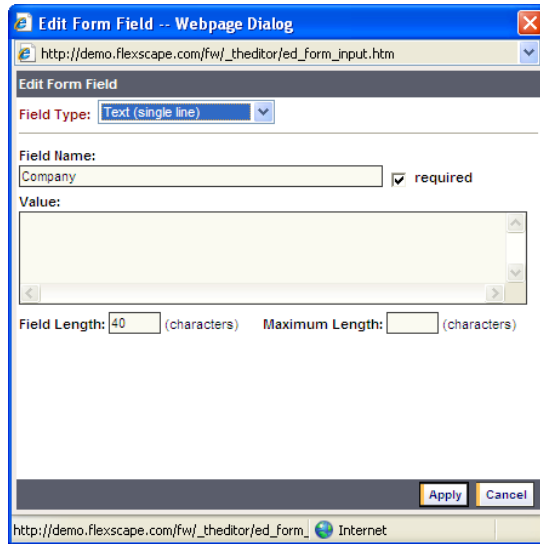 Edit Form Field -- Webpage Dialog
http://demo.flexscape.com/fw/_theditor/ed_form_input.htm
Edit Form Field
Field Type: Text (single line)
Field Name:
Company required
Value:
Field Length: 40 (characters) Maximum Length: (characters)
Apply Cancel
http://demo.flexscape.com/fw/_theditor/ed_form_ Internet